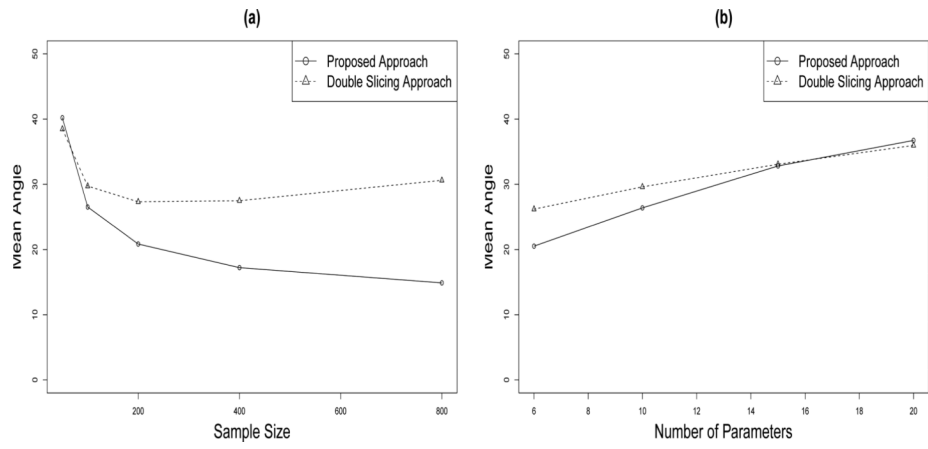 (a)
Proposed Approach
Double Slicing Approach
Mean Angle
50
40
30
20
10
0
200
400
600
800
Sample Size
(b)
Proposed Approach
Double Slicing Approach
Mean Angle
50
40
30
20
10
0
6
8
10
12
14
16
18
20
Number of Parameters